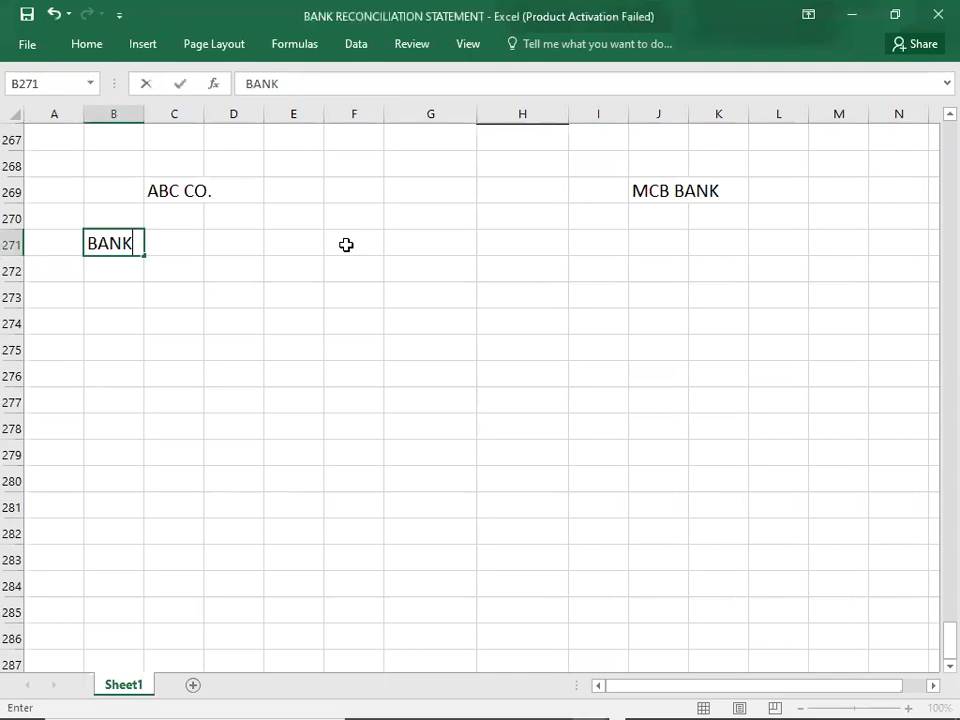 BANK RECONCILIATION STATEMENT - Excel (Product Activation Failed)
File Home Insert Page Layout Formulas Data Review View Tell me what you want to do... Share
B271 fx BANK
A B C D E F G H I J K L M N
267
268
269 ABC CO. MCB BANK
270
271 BANK
272
273
274
275
276
277
278
279
280
281
282
283
284
285
286
287
Sheet1
Enter 100%